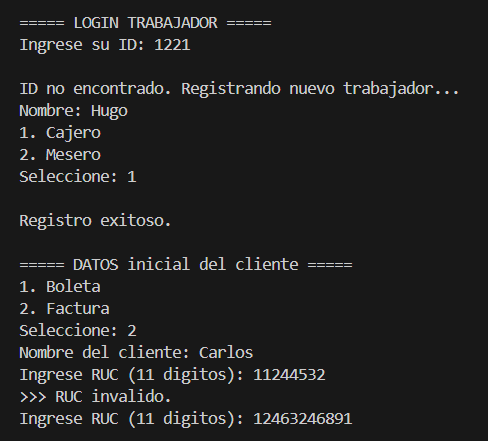 ===== LOGIN TRABAJADOR =====
Ingrese su ID: 1221
ID no encontrado. Registrando nuevo trabajador...
Nombre: Hugo
1. Cajero
2. Mesero
Seleccione: 1
Registro exitoso.
===== DATOS inicial del cliente =====
1. Boleta
2. Factura
Seleccione: 2
Nombre del cliente: Carlos
Ingrese RUC (11 digitos): 11244532
>>> RUC invalido.
Ingrese RUC (11 digitos): 12463246891